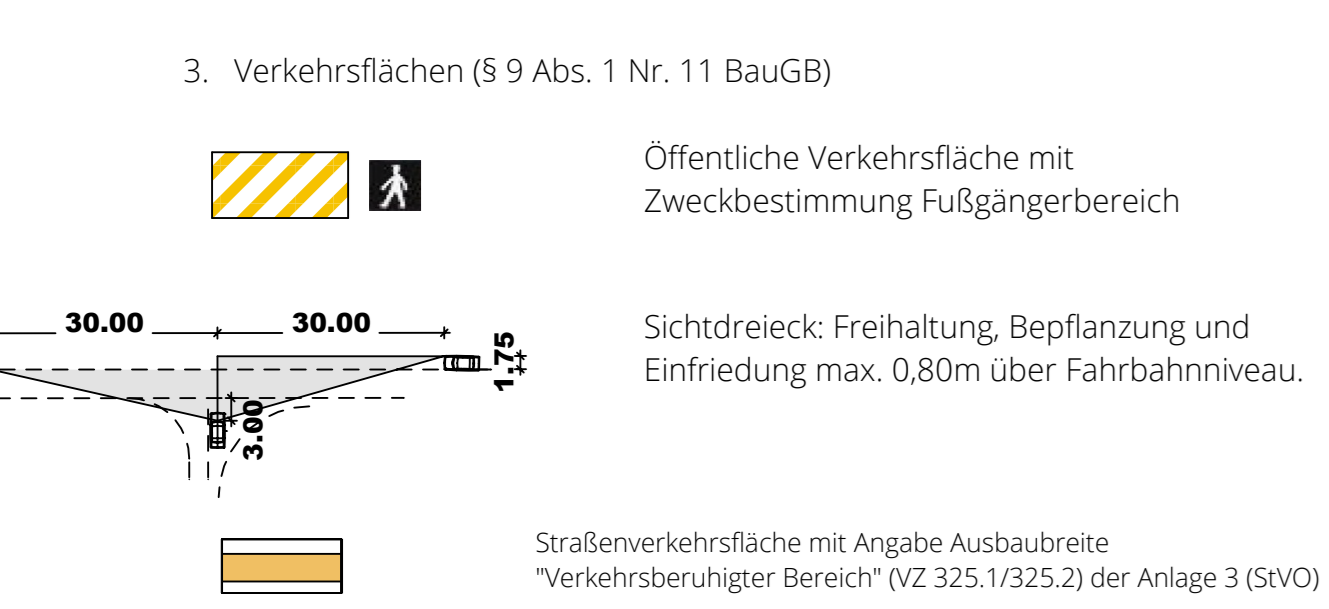 3. Verkehrsflächen (§ 9 Abs. 1 Nr. 11 BauGB)
Öffentliche Verkehrsfläche mit
Zweckbestimmung Fußgängerbereich
30.00
30.00
1.75
3.00
Sichtdreieck: Freihaltung, Bepflanzung und
Einfriedung max. 0,80m über Fahrbahnniveau.
Straßenverkehrsfläche mit Angabe Ausbaubreite
"Verkehrsberuhigter Bereich" (VZ 325.1/325.2) der Anlage 3 (StVO)